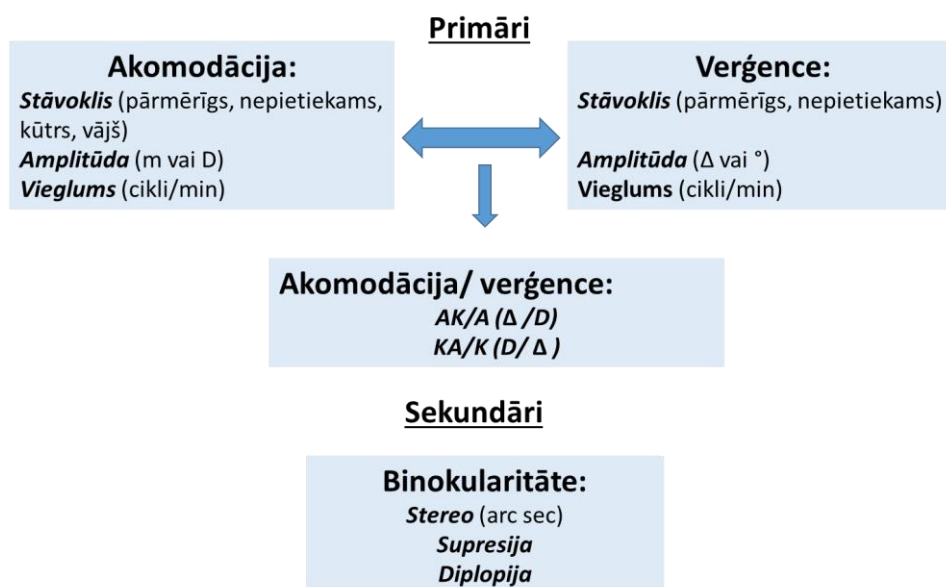 Primāri
Akomodācija:
Stāvoklis (pārmērīgs, nepietiekams,
kūtrs, vājš)
Amplitūda (m vai D)
Vieglums (cikli/min)
Verģence:
Stāvoklis (pārmērīgs, nepietiekams)
Amplitūda (Δ vai °)
Vieglums (cikli/min)
Akomodācija/ verģence:
AK/A (Δ /D)
KA/K (D/ Δ )
Sekundāri
Binokularitāte:
Stereo (arc sec)
Supresija
Diplopija